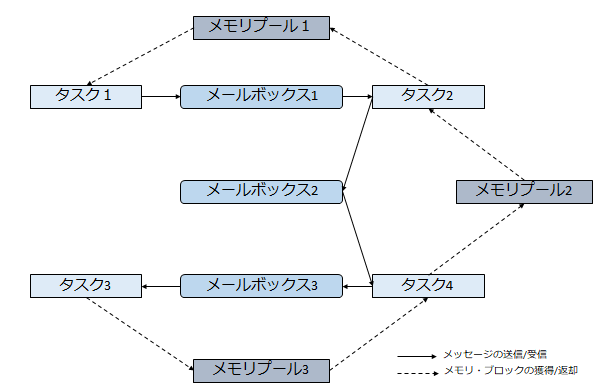 メモリプール１
タスク１
メールボックス1
タスク2
メールボックス2
メモリプール2
タスク3
メールボックス3
タスク4
メモリプール3
メッセージの送信/受信
メモリ・ブロックの獲得/返却